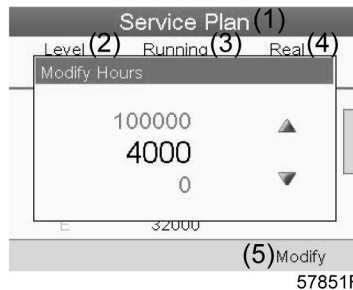 Service Plan (1)
Level (2) Running (3) Real (4)
Modify Hours
100000
4000
0
E 32000
(5) Modify
57851F